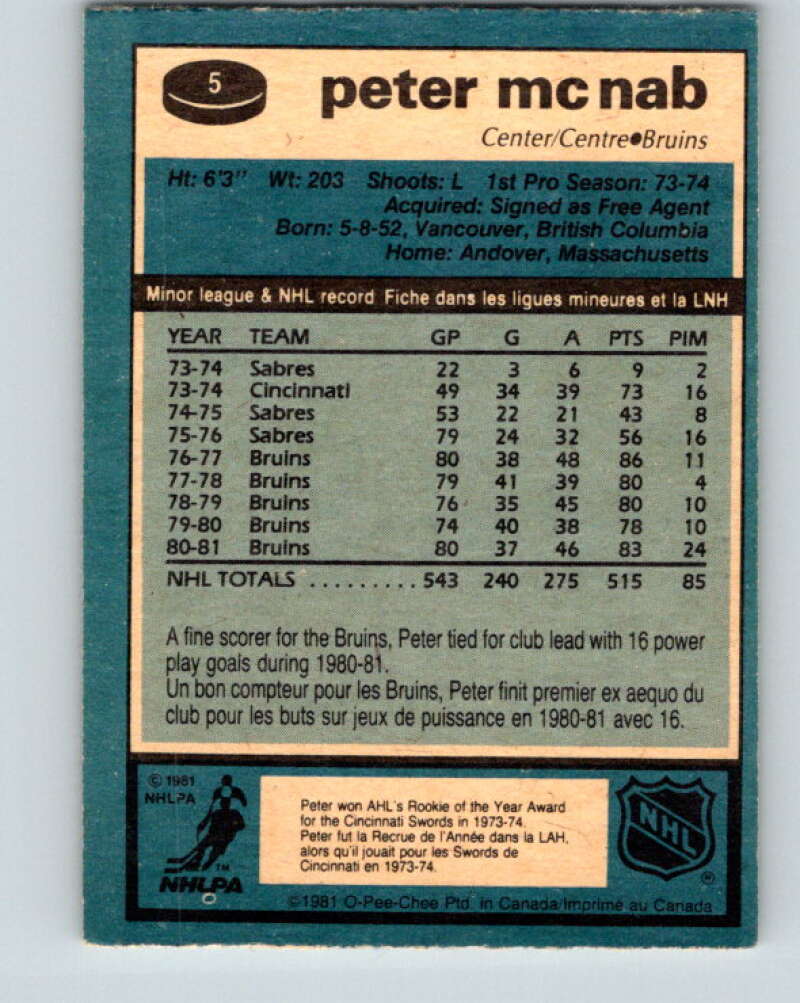 5
peter mc nab
Center/Centre●Bruins
Ht: 6'3" Wt: 203 Shoots: L 1st Pro Season: 73-74
Acquired: Signed as Free Agent
Born: 5-8-52, Vancouver, British Columbia
Home: Andover, Massachusetts
Minor league & NHL record Fiche dans les ligues mineures et la LNH
YEAR TEAM GP G A PTS PIM
73-74 Sabres 22 3 6 9 2
73-74 Cincinnati 49 34 39 73 16
74-75 Sabres 53 22 21 43 8
75-76 Sabres 79 24 32 56 16
76-77 Bruins 80 38 48 86 11
77-78 Bruins 79 41 39 80 4
78-79 Bruins 76 35 45 80 10
79-80 Bruins 74 40 38 78 10
80-81 Bruins 80 37 46 83 24
NHL TOTALS .......... 543 240 275 515 85
A fine scorer for the Bruins, Peter tied for club lead with 16 power
play goals during 1980-81.
Un bon compteur pour les Bruins, Peter finit premier ex aequo du
club pour les buts sur jeux de puissance en 1980-81 avec 16.
© 1981
NHLPA
TM
NHLPA
Peter won AHL's Rookie of the Year Award
for the Cincinnati Swords in 1973-74.
Peter fut la Recrue de l'Année dans la LAH,
alors qu'il jouait pour les Swords de
Cincinnati en 1973-74.
NHL
®
©1981 O-Pee-Chee Ptd. in Canada/Imprimé au Canada